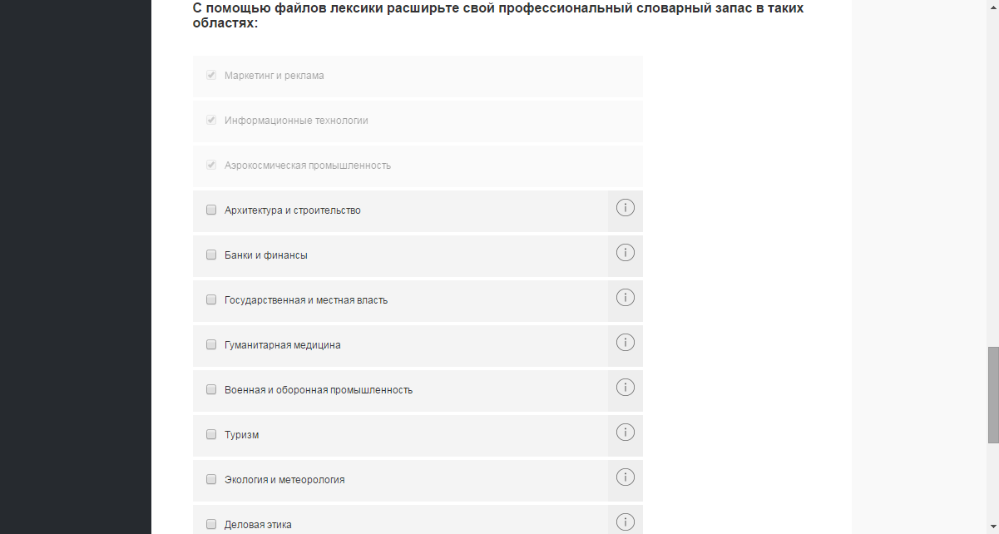 С помощью файлов лексики расширьте свой профессиональный словарный запас в таких
областях:
Маркетинг и реклама
Информационные технологии
Аэрокосмическая промышленность
Архитектура и строительство
Банки и финансы
Государственная и местная власть
Гуманитарная медицина
Военная и оборонная промышленность
Туризм
Экология и метеорология
Деловая этика